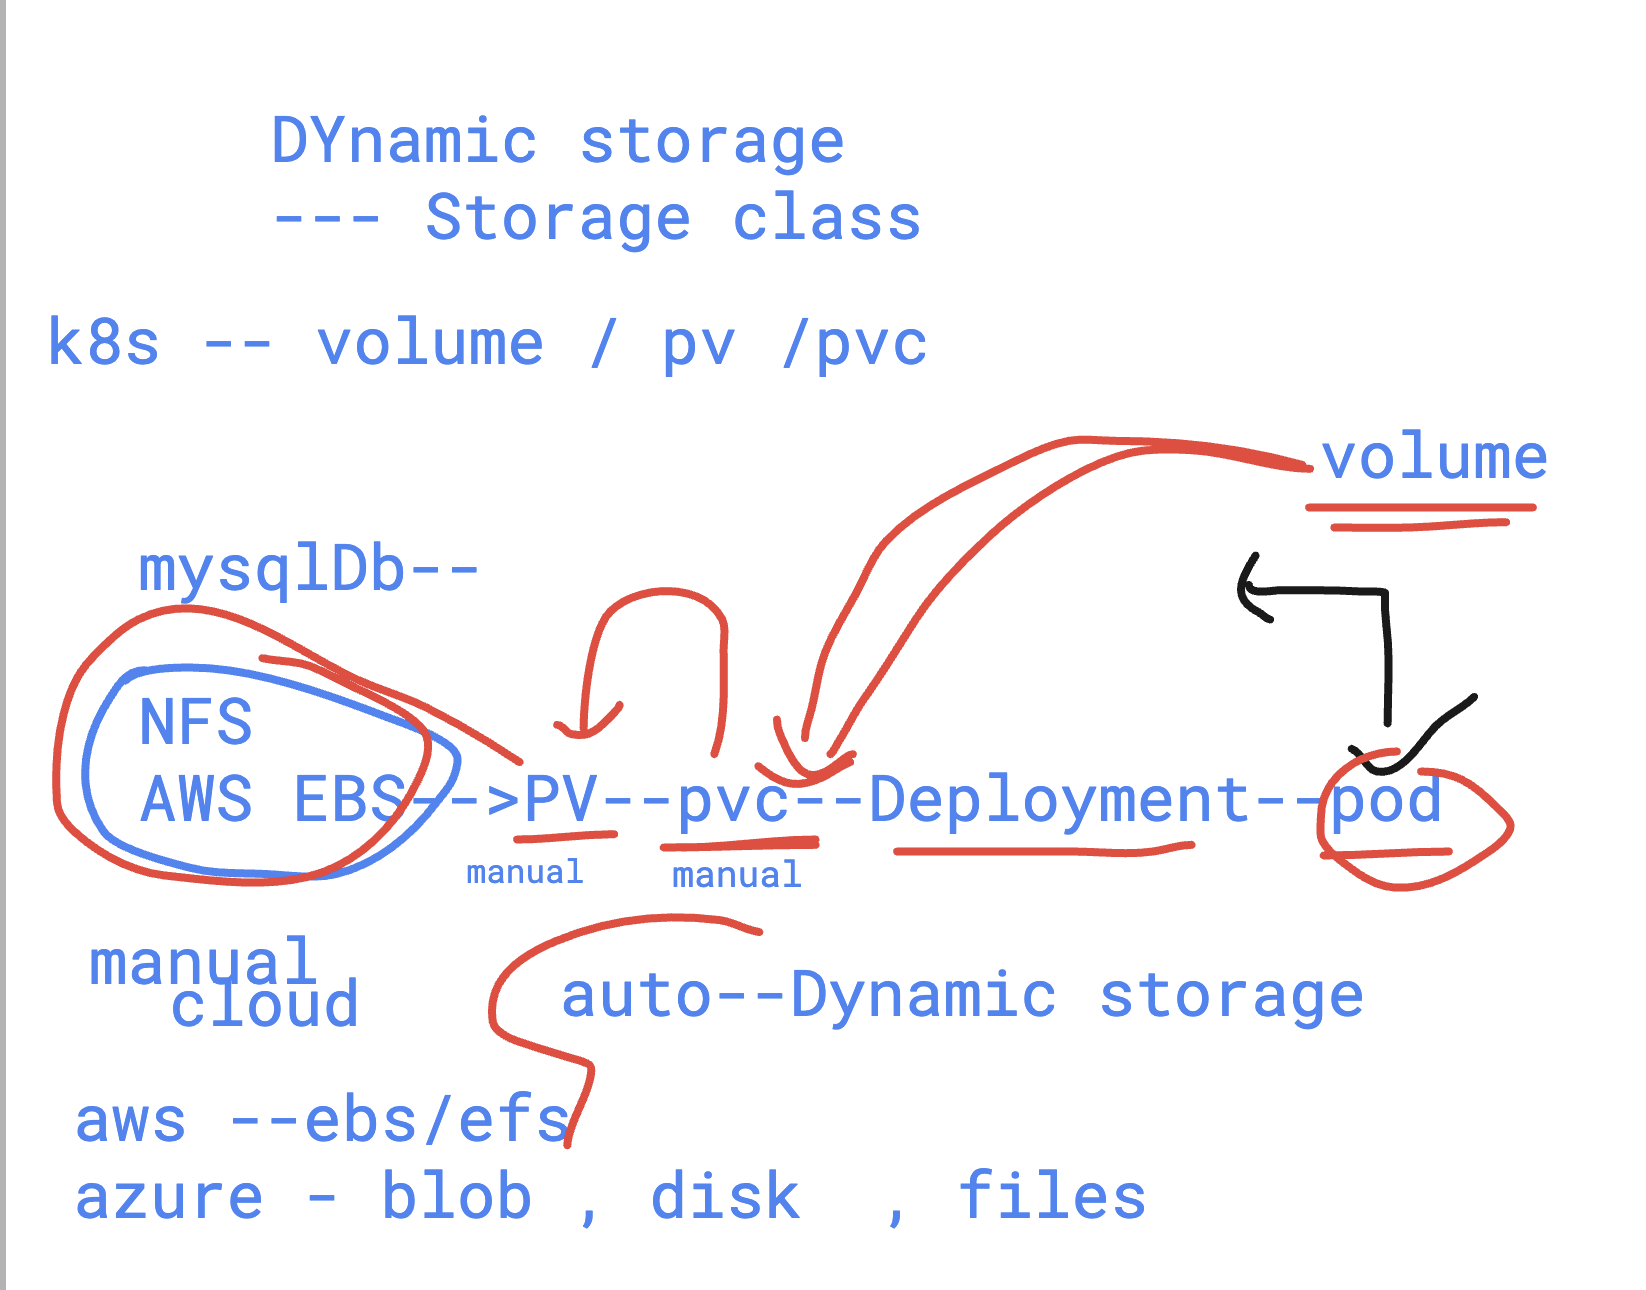 DYnamic storage
--- Storage class
k8s -- volume / pv /pvc
volume
mysqlDb--
NFS
AWS EBS-->PV--pvc--Deployment--pod
manual
manual
manual
cloud
auto--Dynamic storage
aws --ebs/efs
azure - blob , disk , files